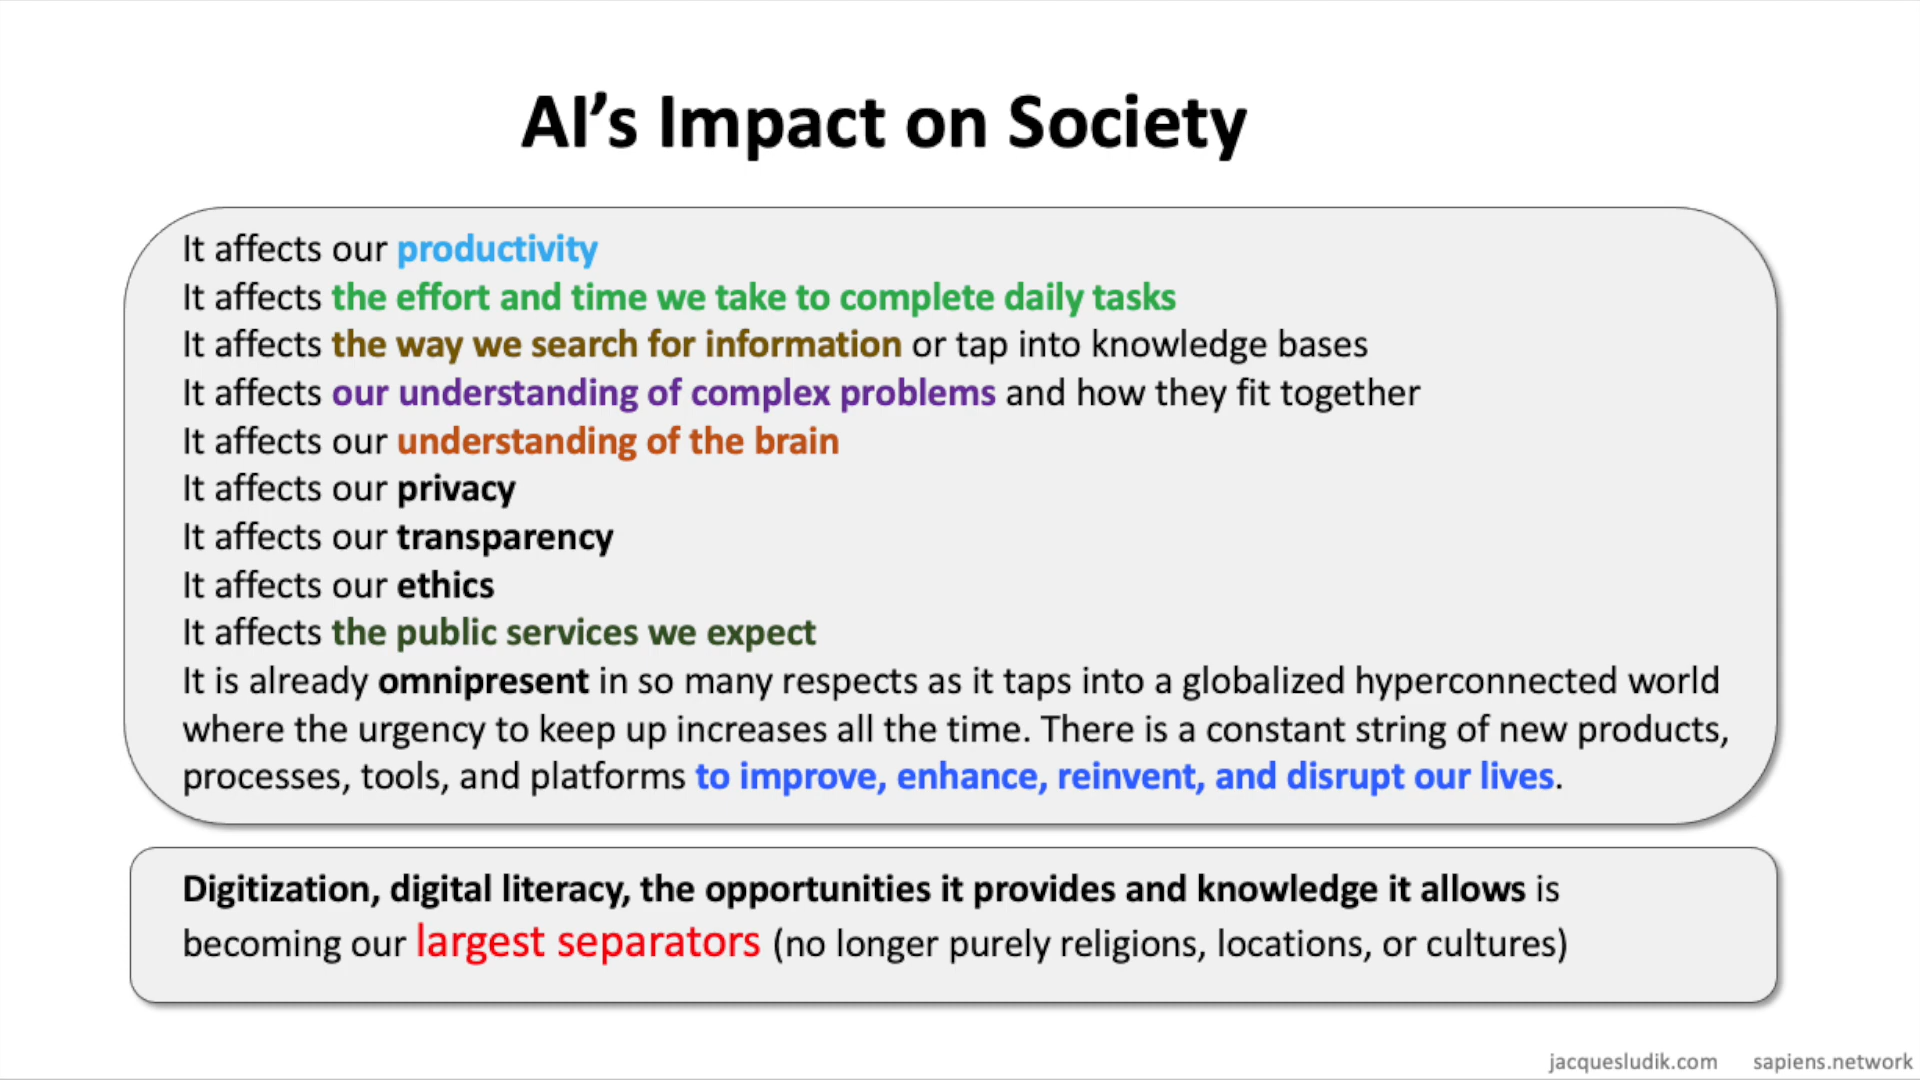 AI’s Impact on Society
It affects our productivity
It affects the effort and time we take to complete daily tasks
It affects the way we search for information or tap into knowledge bases
It affects our understanding of complex problems and how they fit together
It affects our understanding of the brain
It affects our privacy
It affects our transparency
It affects our ethics
It affects the public services we expect
It is already omnipresent in so many respects as it taps into a globalized hyperconnected world
where the urgency to keep up increases all the time. There is a constant string of new products,
processes, tools, and platforms to improve, enhance, reinvent, and disrupt our lives.
Digitization, digital literacy, the opportunities it provides and knowledge it allows is
becoming our largest separators (no longer purely religions, locations, or cultures)
jacquesludik.com sapiens.network